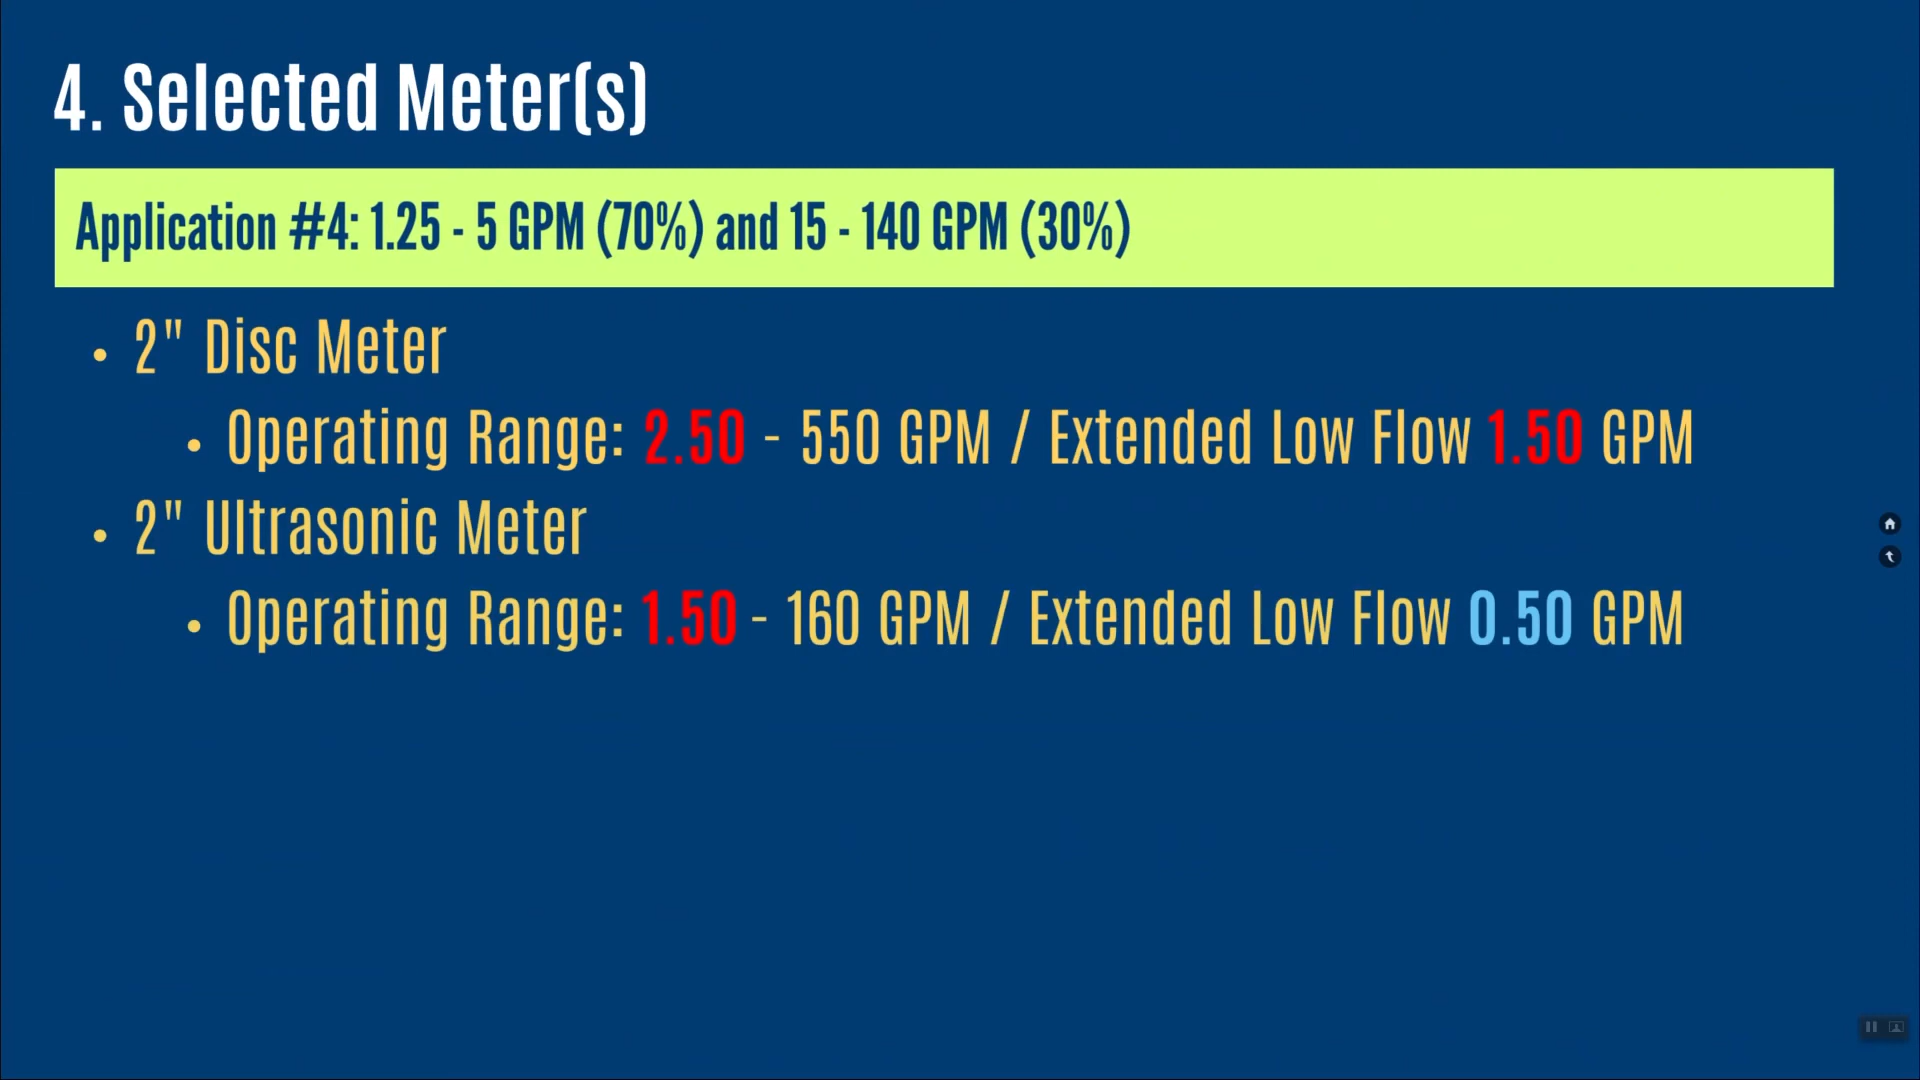 4. Selected Meter(s)
Application #4: 1.25 - 5 GPM (70%) and 15 - 140 GPM (30%)
• 2" Disc Meter
• Operating Range: 2.50 - 550 GPM / Extended Low Flow 1.50 GPM
• 2" Ultrasonic Meter
• Operating Range: 1.50 - 160 GPM / Extended Low Flow 0.50 GPM